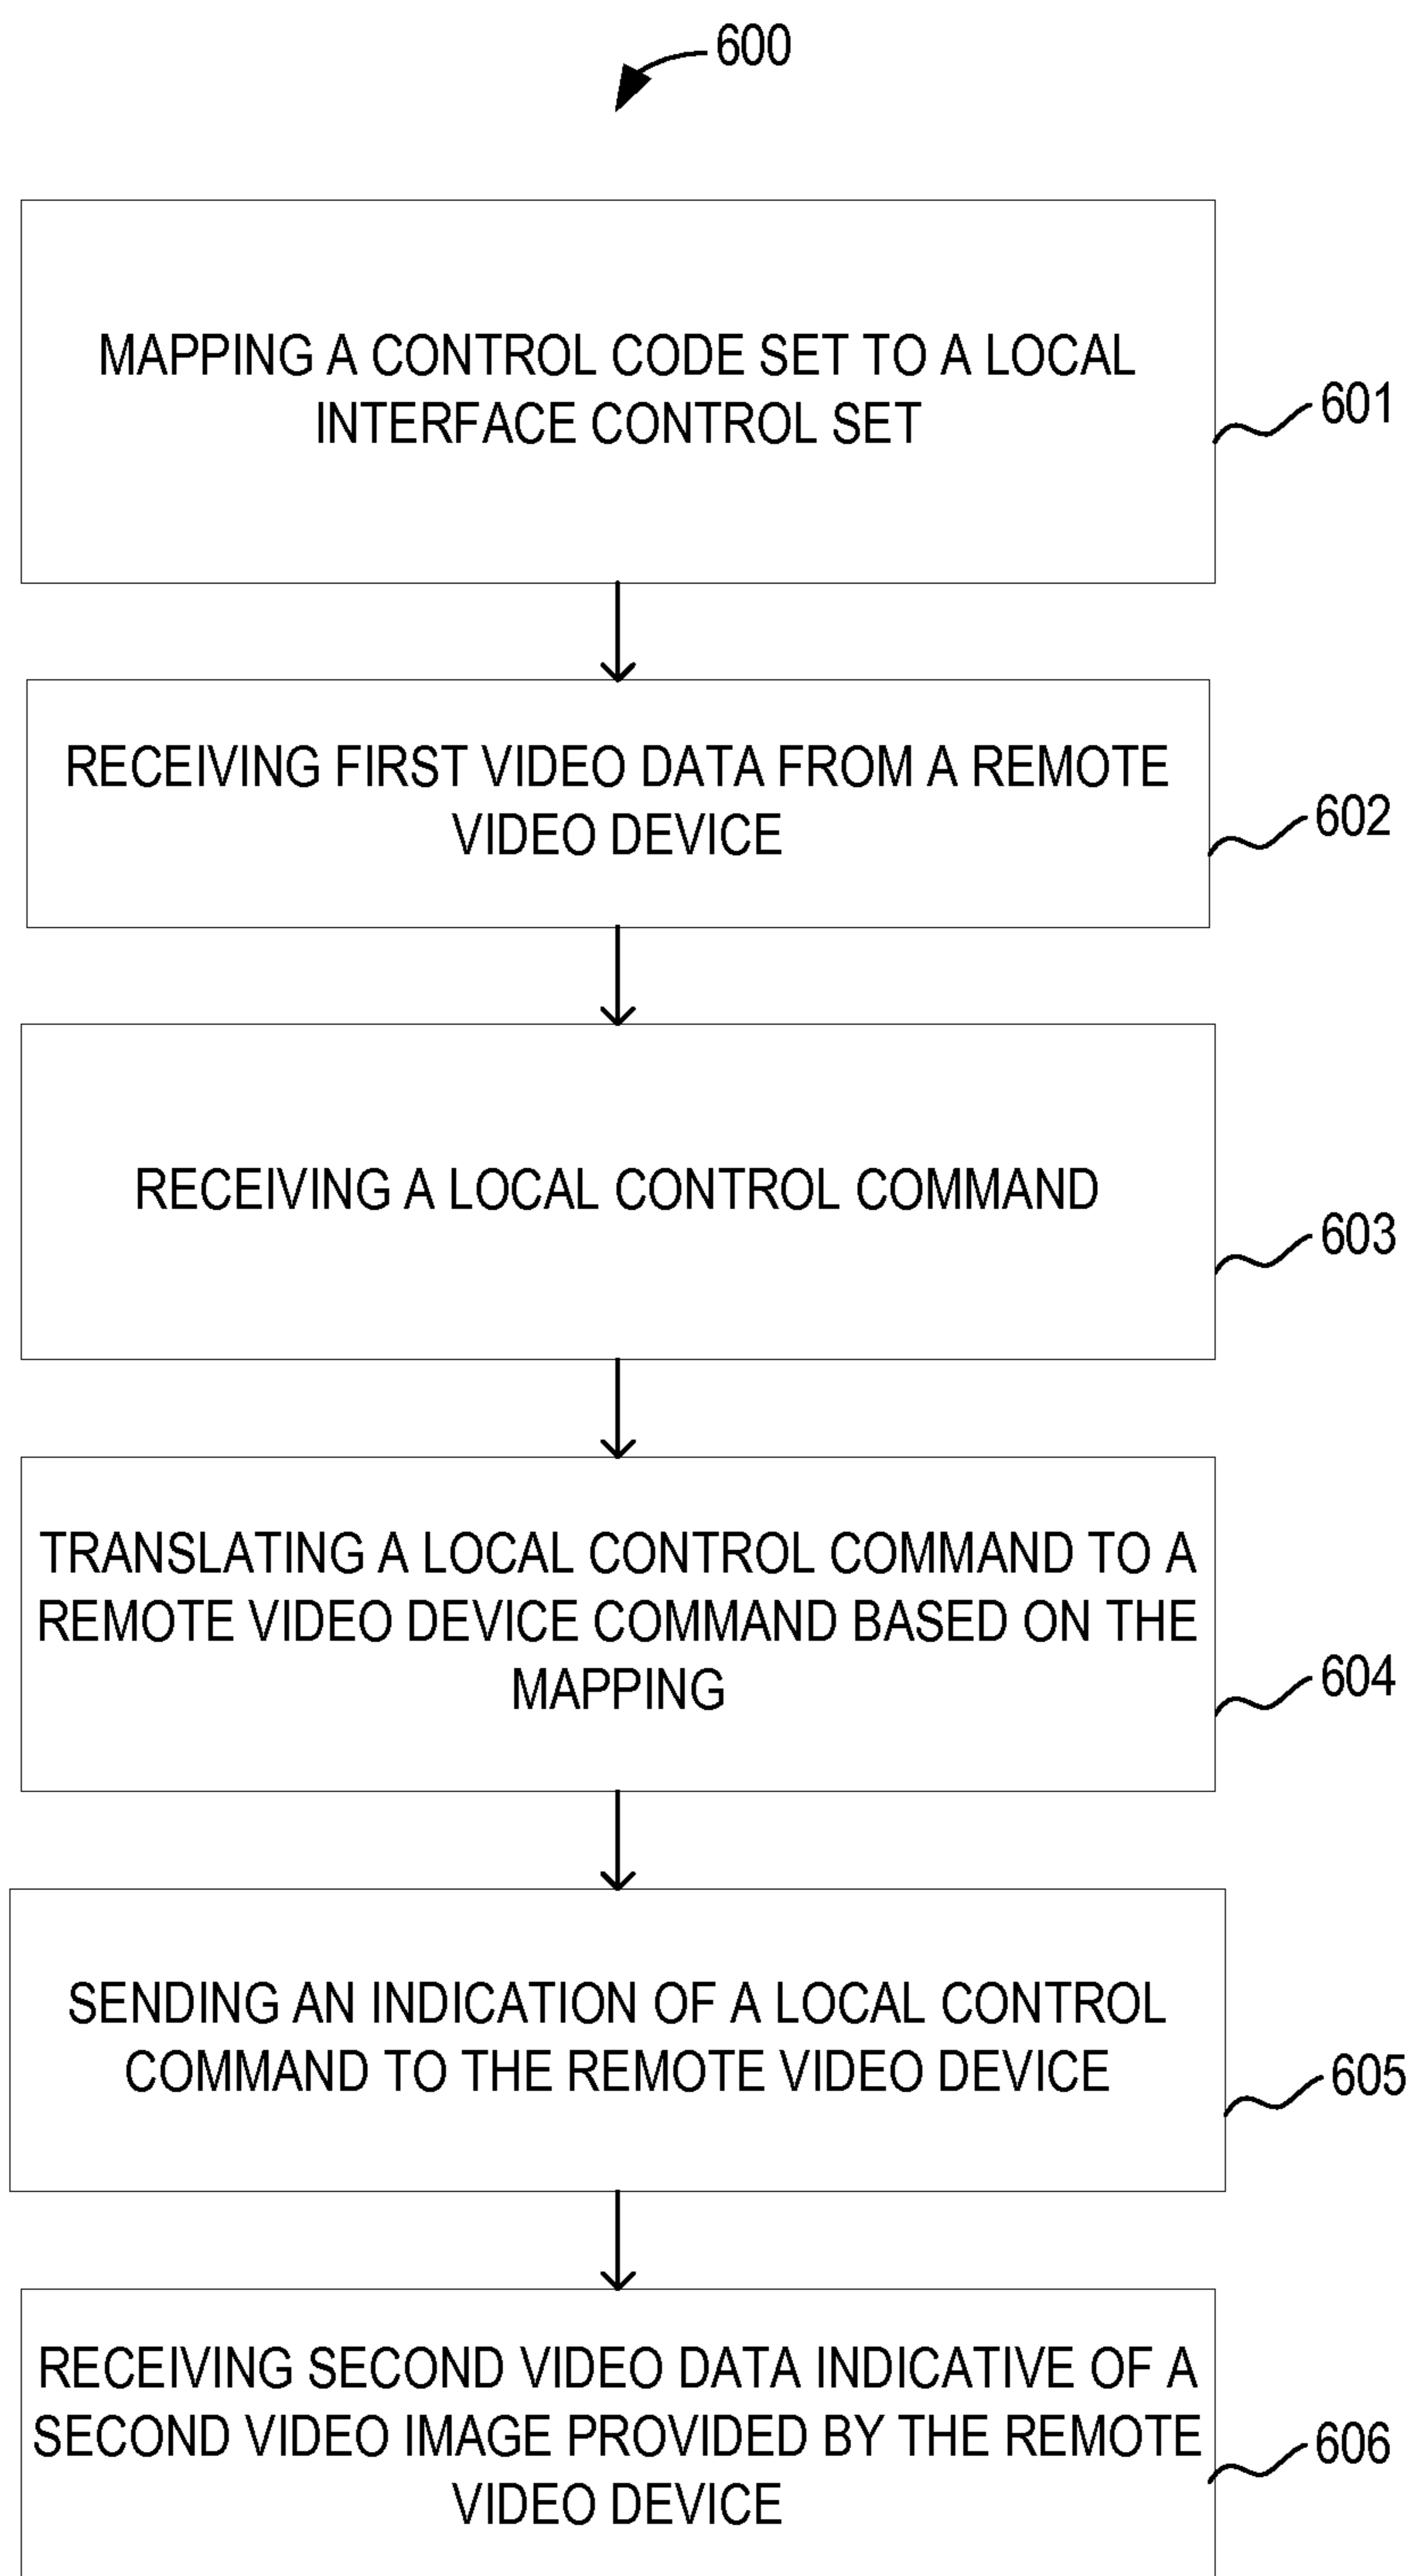 600
MAPPING A CONTROL CODE SET TO A LOCAL
INTERFACE CONTROL SET
601
RECEIVING FIRST VIDEO DATA FROM A REMOTE
VIDEO DEVICE
602
RECEIVING A LOCAL CONTROL COMMAND
603
TRANSLATING A LOCAL CONTROL COMMAND TO A
REMOTE VIDEO DEVICE COMMAND BASED ON THE
MAPPING
604
SENDING AN INDICATION OF A LOCAL CONTROL
COMMAND TO THE REMOTE VIDEO DEVICE
605
RECEIVING SECOND VIDEO DATA INDICATIVE OF A
SECOND VIDEO IMAGE PROVIDED BY THE REMOTE
VIDEO DEVICE
606